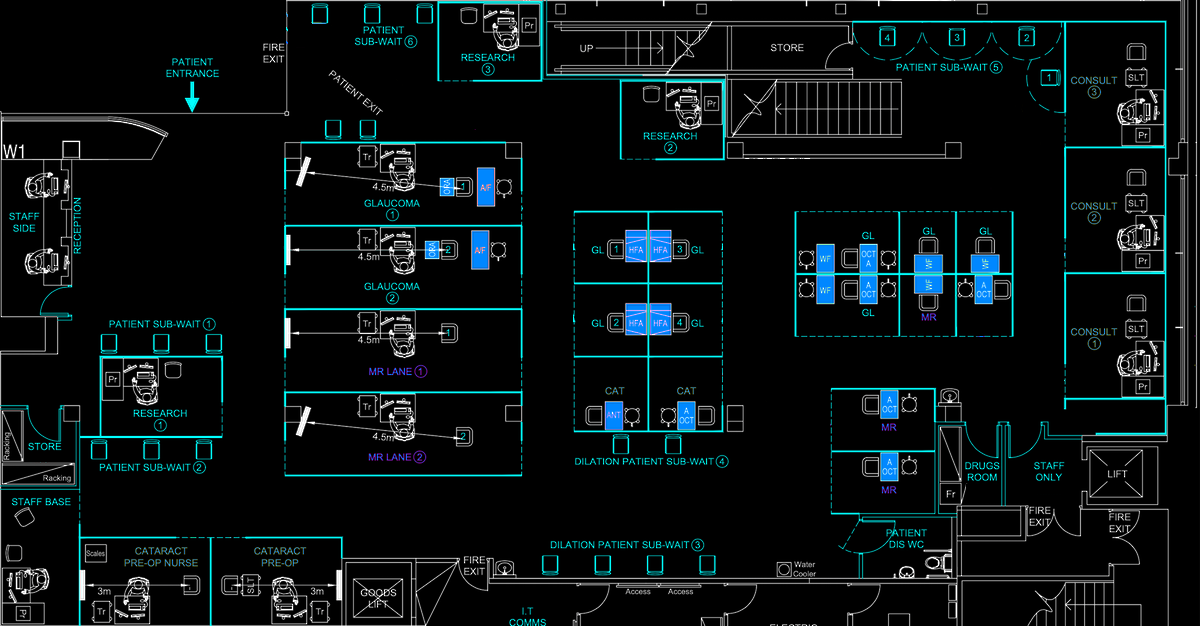 PATIENT
ENTRANCE
FIRE
EXIT
PATIENT
SUB-WAIT 6
RESEARCH
3
Pr
UP
STORE
4
3
2
1
PATIENT SUB-WAIT 5
CONSULT
3
SLT
Pr
PATIENT EXIT
RESEARCH
2
Pr
W1
STAFF
SIDE
RECEPTION
Tr
4.5m
ORA
1
A/F
GLAUCOMA
1
Tr
4.5m
ORA
2
A/F
GLAUCOMA
2
Tr
4.5m
MR LANE 1
Tr
4.5m
2
MR LANE 2
GL
1
HFA
HFA
3
GL
GL
2
HFA
HFA
4
GL
CAT
CAT
ANT
A
OCT
DILATION PATIENT SUB-WAIT 4
GL
GL
GL
WF
OCT
A
WF
WF
WF
A
OCT
WF
A
OCT
GL
MR
CONSULT
2
SLT
Pr
CONSULT
1
SLT
Pr
PATIENT SUB-WAIT 1
Pr
RESEARCH
1
PATIENT SUB-WAIT 2
STORE
Racking
Racking
STAFF BASE
Pr
A
OCT
MR
A
OCT
MR
DRUGS
ROOM
STAFF
ONLY
LIFT
Fr
FIRE
EXIT
FIRE
EXIT
PATIENT
DIS WC
Scales
CATARACT
PRE-OP NURSE
3m
Tr
CATARACT
PRE-OP
SLT
3m
Tr
GOODS
LIFT
FIRE
EXIT
DILATION PATIENT SUB-WAIT 3
Water
Cooler
Access
Access
I.T
COMMS
ELECTRIC